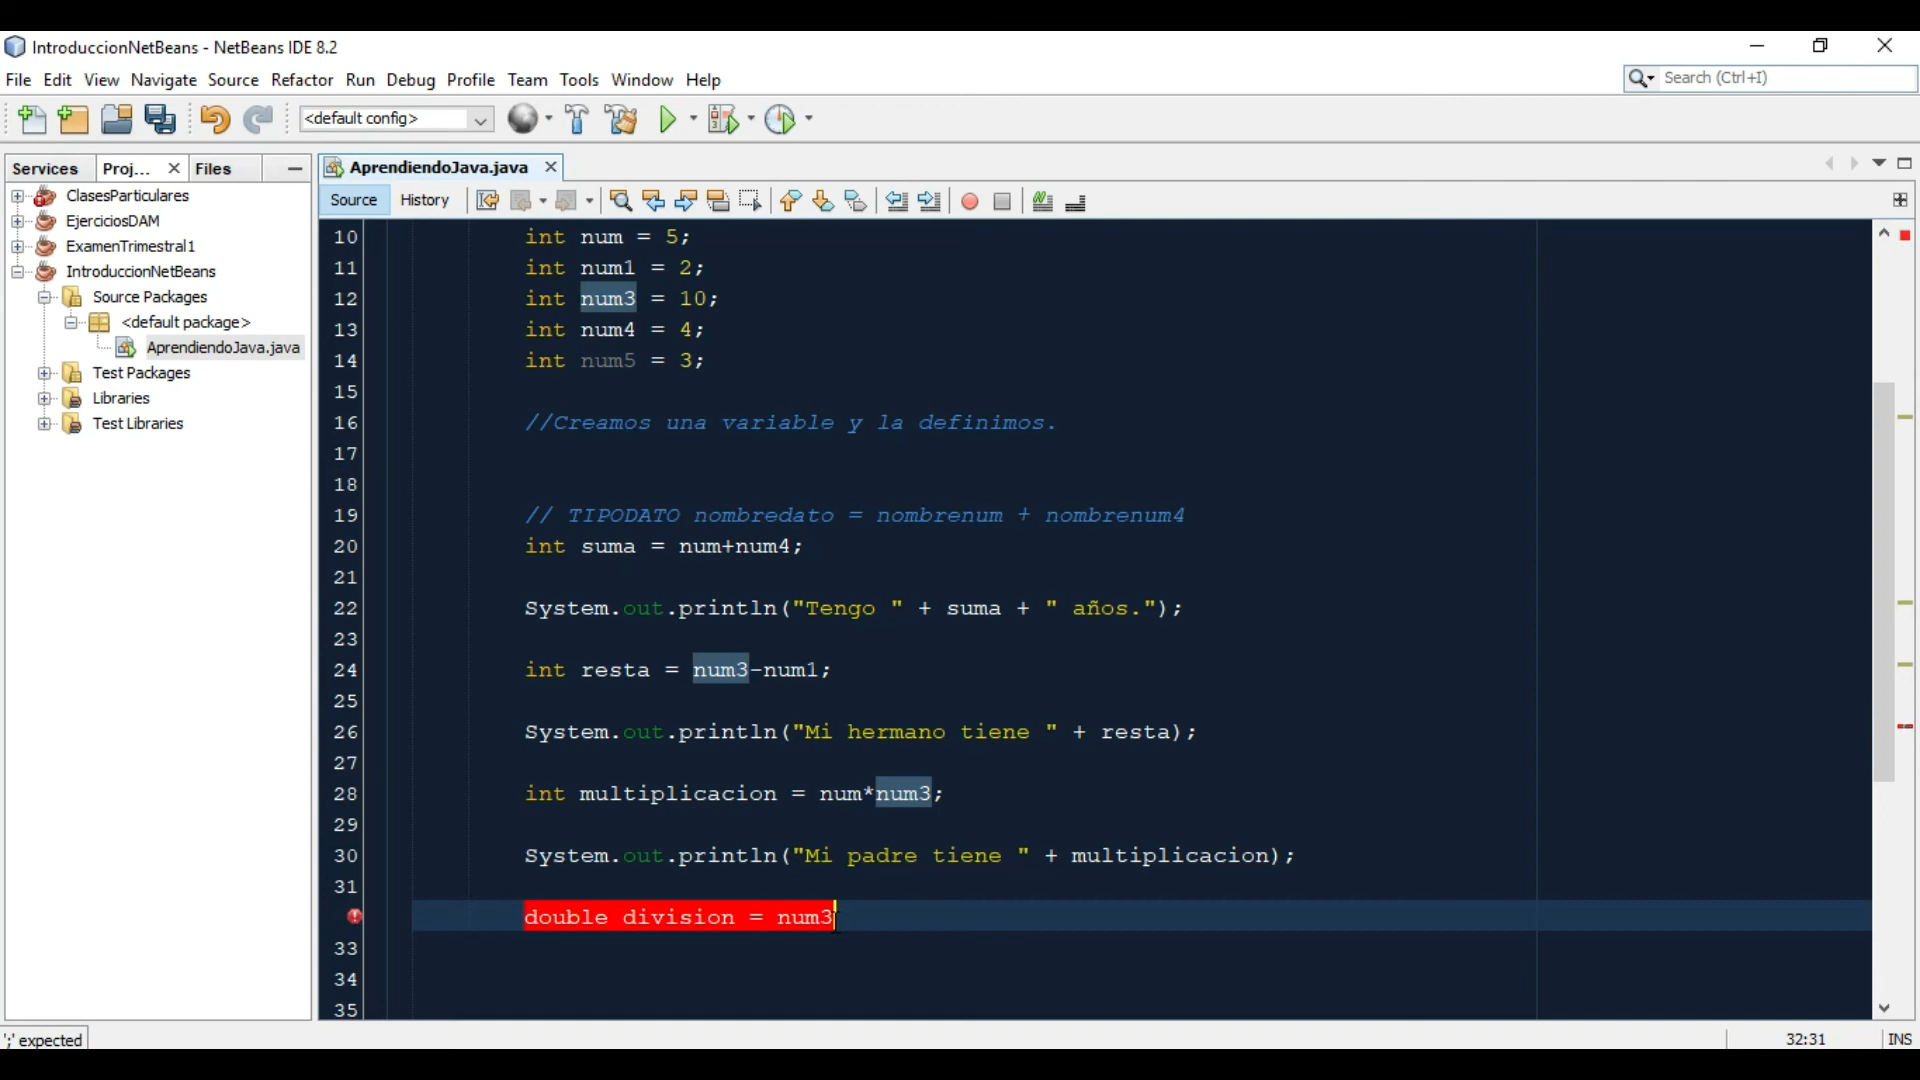 IntroduccionNetBeans - NetBeans IDE 8.2
File Edit View Navigate Source Refactor Run Debug Profile Team Tools Window Help
Search (Ctrl+I)
<default config>
Services Proj... Files
AprendiendoJava.java
Source History
ClasesParticulares
EjerciciosDAM
ExamenTrimestral1
IntroduccionNetBeans
Source Packages
<default package>
AprendiendoJava.java
Test Packages
Libraries
Test Libraries
10 int num = 5;
11 int num1 = 2;
12 int num3 = 10;
13 int num4 = 4;
14 int num5 = 3;
15
16 //Creamos una variable y la definimos.
17
18
19 // TIPODATO nombredato = nombrenum + nombrenum4
20 int suma = num+num4;
21
22 System.out.println("Tengo " + suma + " años.");
23
24 int resta = num3-num1;
25
26 System.out.println("Mi hermano tiene " + resta);
27
28 int multiplicacion = num*num3;
29
30 System.out.println("Mi padre tiene " + multiplicacion);
31
double division = num3
33
34
35
';' expected
32:31
INS